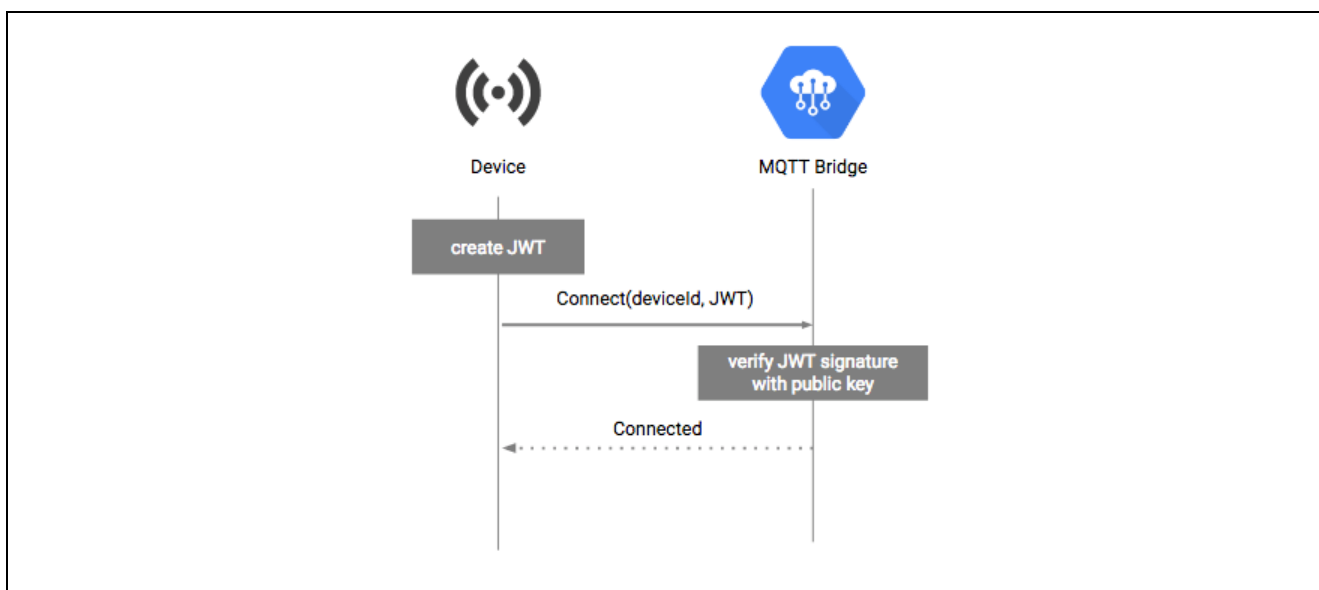 Device
MQTT Bridge
create JWT
Connect(deviceId, JWT)
verify JWT signature
with public key
Connected